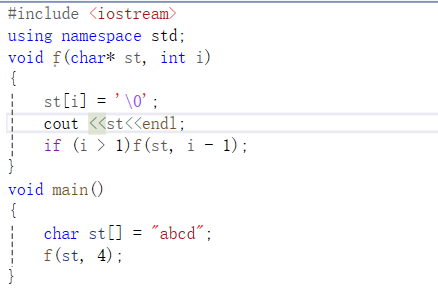 #include <iostream>
using namespace std;
void f(char* st, int i)
{
st[i] = '\0';
cout <<st<<endl;
if (i > 1)f(st, i - 1);
}
void main()
{
char st[] = "abcd";
f(st, 4);
}